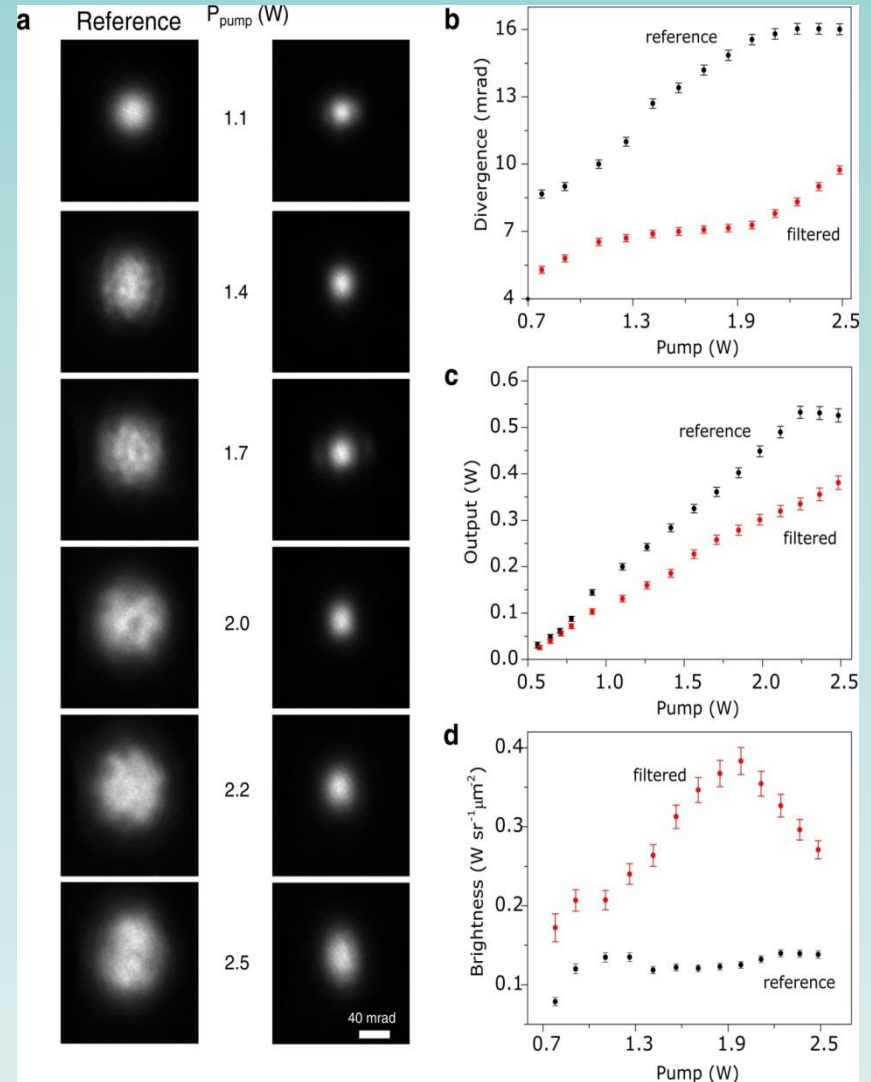 a
Reference
P_pump (W)
1.1
1.4
1.7
2.0
2.2
2.5
40 mrad
b
16
13
10
7
4
Divergence (mrad)
reference
filtered
0.7 1.3 1.9 2.5
Pump (W)
c
0.6
0.5
0.4
0.3
0.2
0.1
0.0
Output (W)
reference
filtered
0.5 1.0 1.5 2.0 2.5
Pump (W)
d
0.4
0.3
0.2
0.1
Brightness (W sr⁻¹μm⁻²)
filtered
reference
0.7 1.3 1.9 2.5
Pump (W)